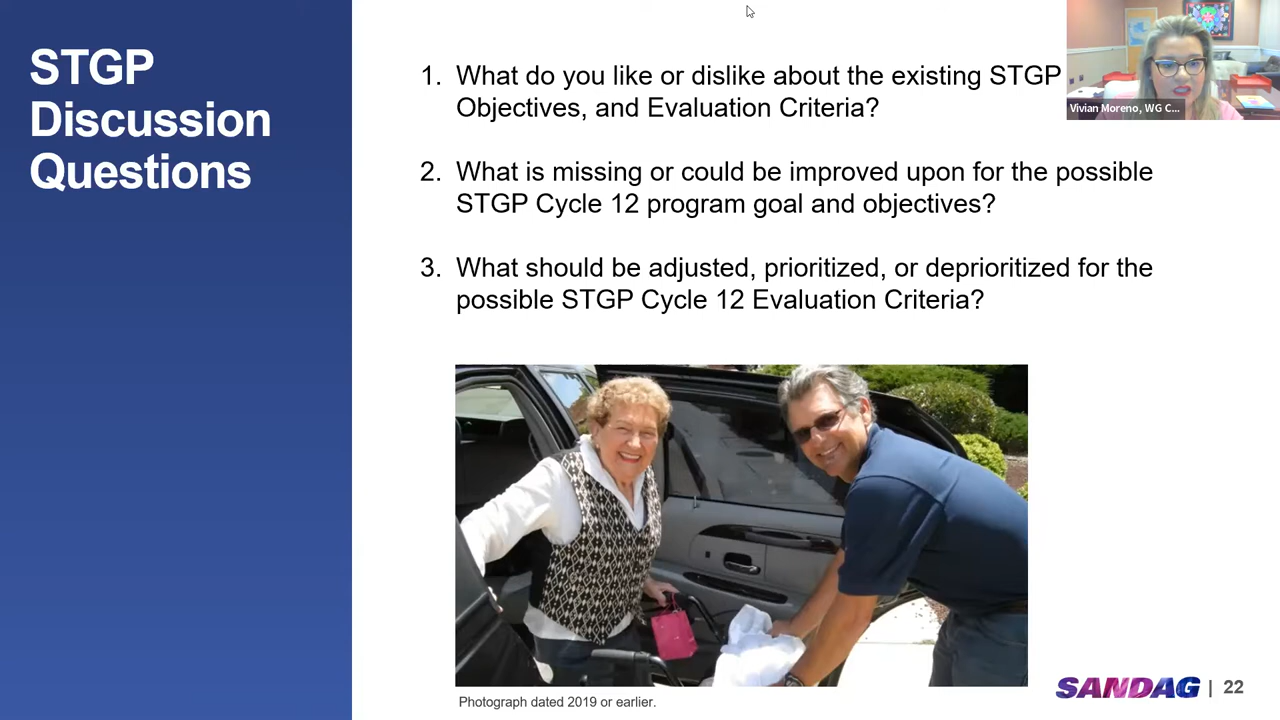 STGP
Discussion
Questions
1. What do you like or dislike about the existing STGP
Objectives, and Evaluation Criteria?
2. What is missing or could be improved upon for the possible
STGP Cycle 12 program goal and objectives?
3. What should be adjusted, prioritized, or deprioritized for the
possible STGP Cycle 12 Evaluation Criteria?
Vivian Moreno, WG C...
Photograph dated 2019 or earlier.
SANDAG | 22